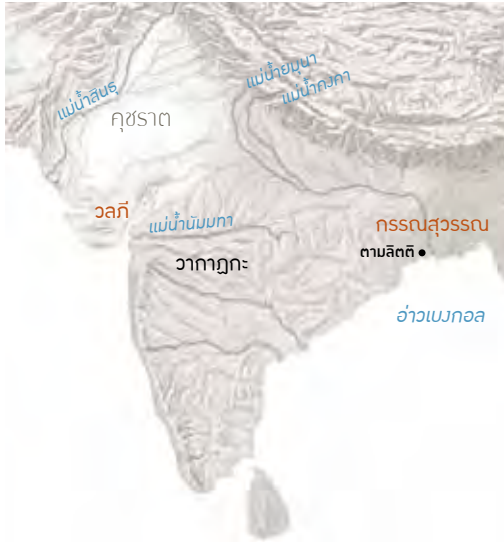 แม่น้ำยมุนา
แม่น้ำคงคา
แม่น้ำสินธุ
คุชราต
วลภี
แม่น้ำนัมมทา
กรรณสุวรรณ
ตามลิตติ
วากาฏกะ
อ่าวเบงกอล